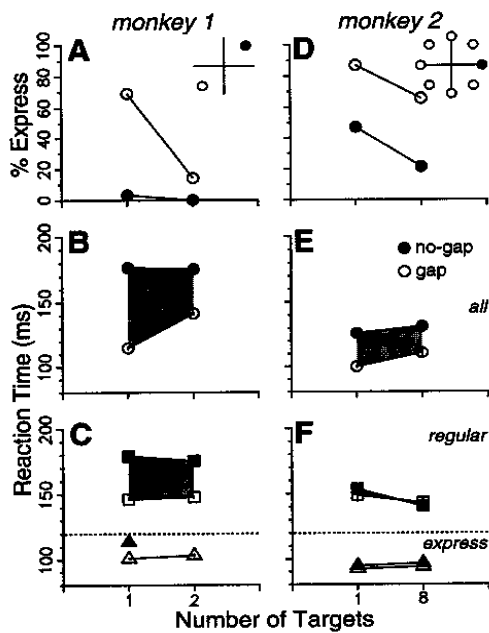 monkey 1
monkey 2
A
D
% Express
100
80
60
40
20
0
B
E
no-gap
gap
all
Reaction Time (ms)
200
150
100
C
F
regular
express
200
150
100
1
2
1
8
Number of Targets